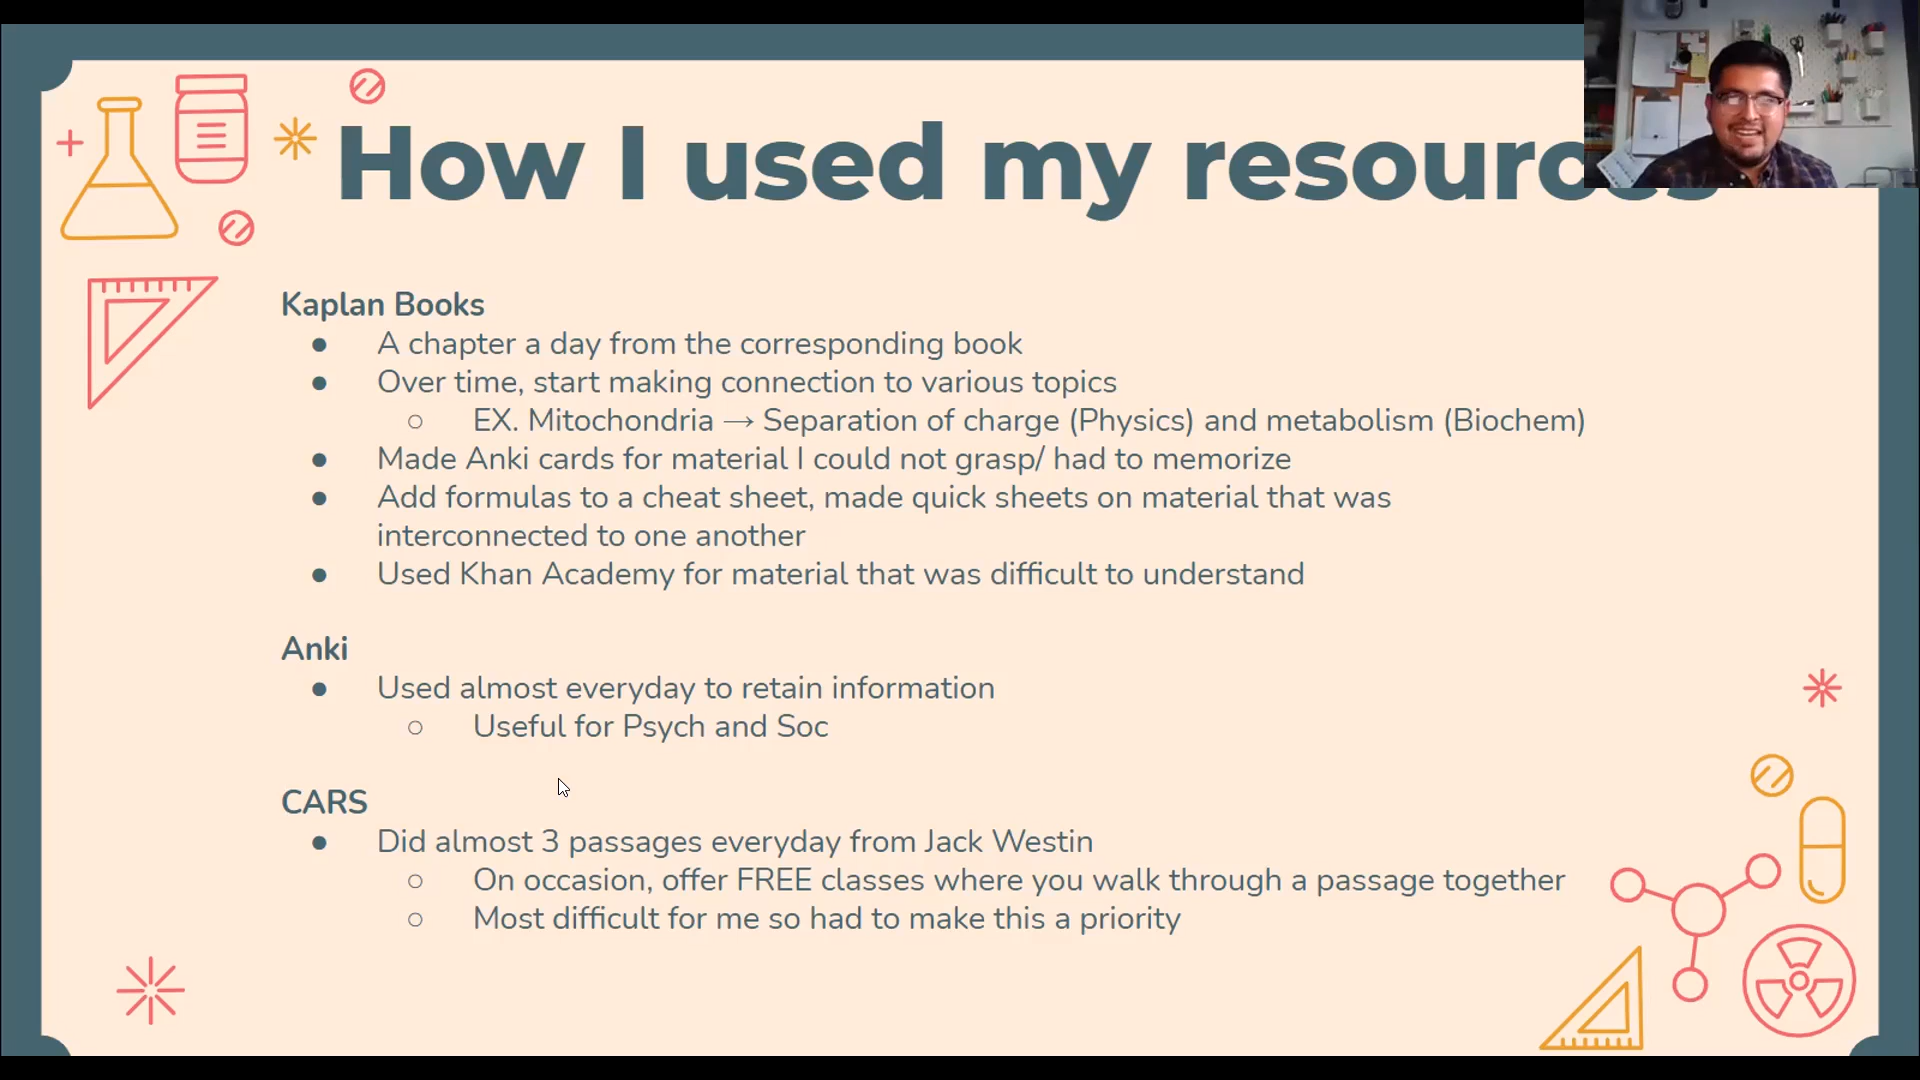 How I used my resources
Kaplan Books
● A chapter a day from the corresponding book
● Over time, start making connection to various topics
○ EX. Mitochondria → Separation of charge (Physics) and metabolism (Biochem)
● Made Anki cards for material I could not grasp/ had to memorize
● Add formulas to a cheat sheet, made quick sheets on material that was
interconnected to one another
● Used Khan Academy for material that was difficult to understand
Anki
● Used almost everyday to retain information
○ Useful for Psych and Soc
CARS
● Did almost 3 passages everyday from Jack Westin
○ On occasion, offer FREE classes where you walk through a passage together
○ Most difficult for me so had to make this a priority